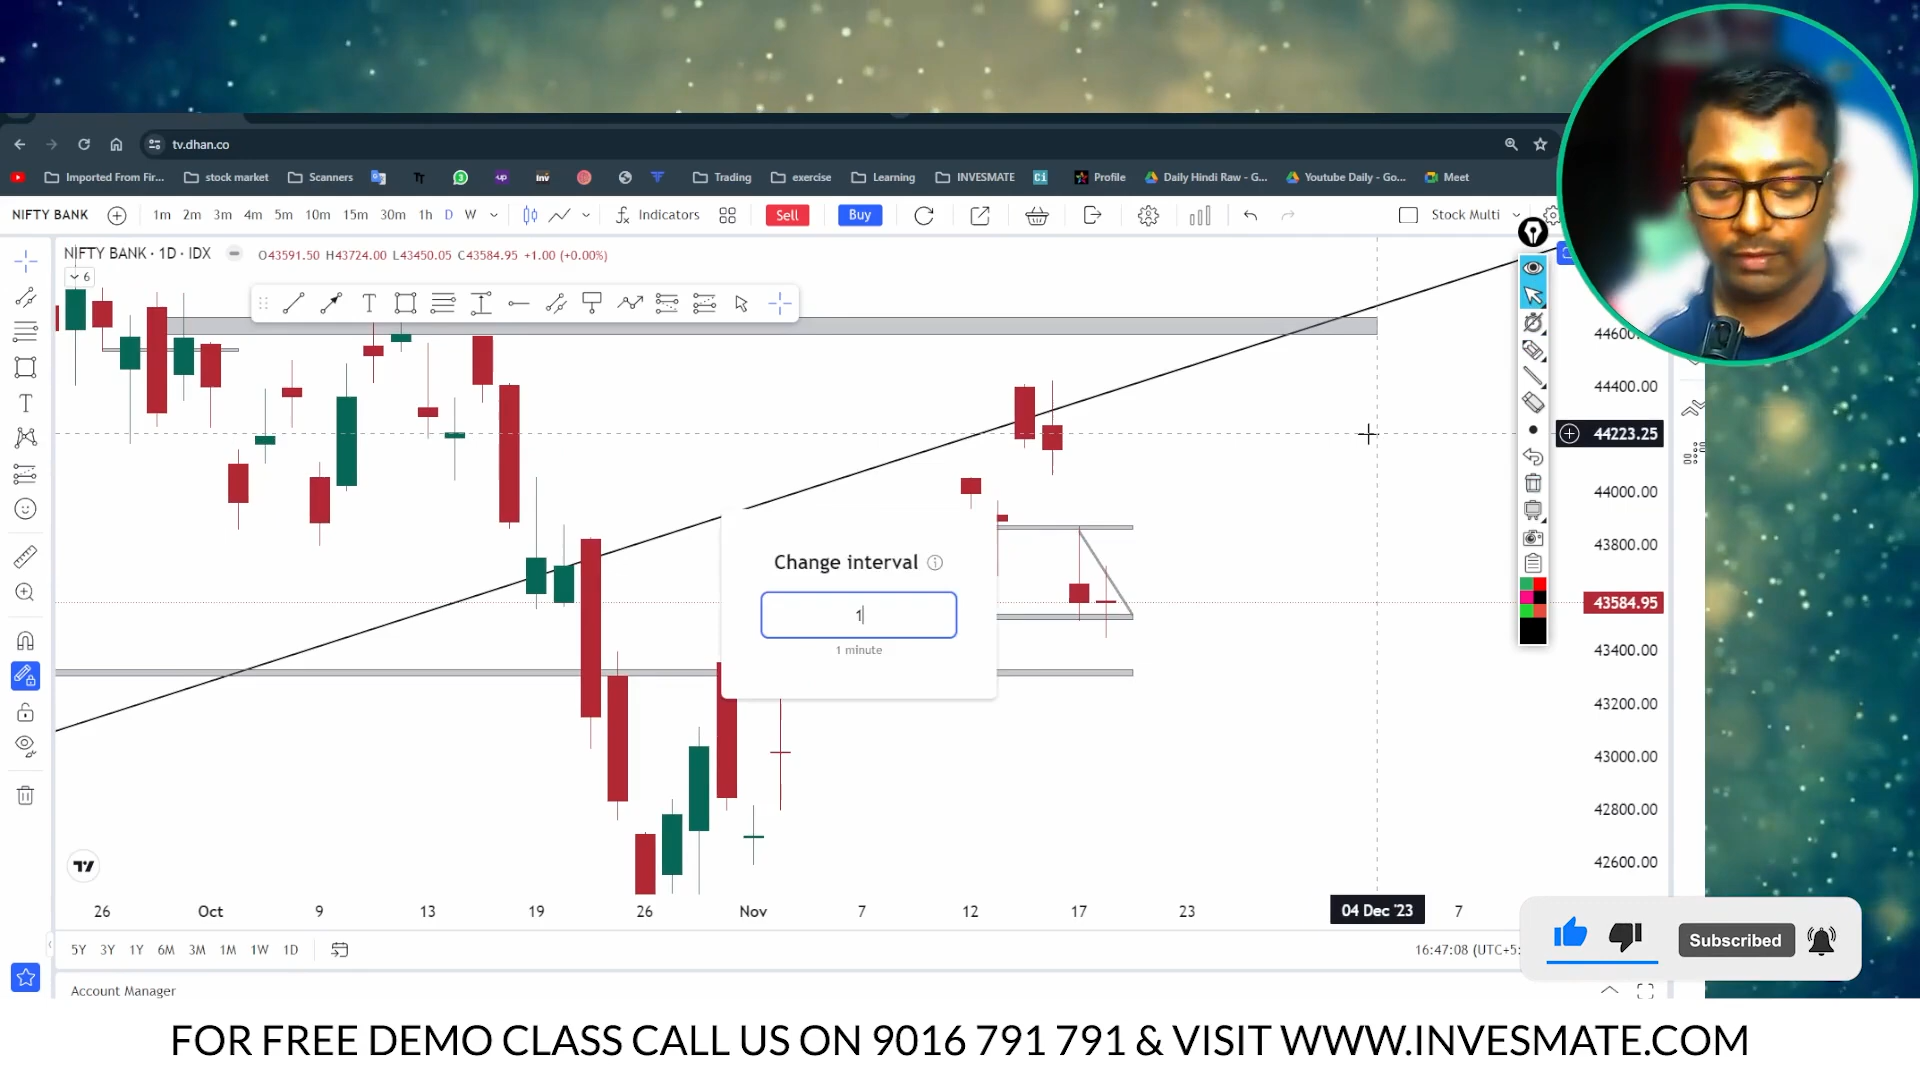 tv.dhan.co
Imported From Fir... stock market Scanners Trading exercise Learning INVESMATE Profile Daily Hindi Raw - G... Youtube Daily - Go... Meet
NIFTY BANK 1m 2m 3m 4m 5m 10m 15m 30m 1h D W Indicators Sell Buy Stock Multi
NIFTY BANK · 1D · IDX O43591.50 H43724.00 L43450.05 C43584.95 +1.00 (+0.00%)
6
44400.00
44223.25
44000.00
43800.00
Change interval
1
1 minute
43584.95
43400.00
43200.00
43000.00
42800.00
42600.00
26 Oct 9 13 19 26 Nov 7 12 17 23 04 Dec '23 7
5Y 3Y 1Y 6M 3M 1M 1W 1D 16:47:08 (UTC+5:
Subscribed
Account Manager
FOR FREE DEMO CLASS CALL US ON 9016 791 791 & VISIT WWW.INVESMATE.COM